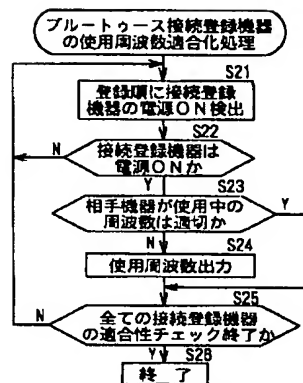 ブルートゥース接続登録機器
の使用周波数適合化処理
S21
登録順に接続登録
機器の電源ON検出
S22
N
接続登録機器は
電源ONか
Y
S23
相手機器が使用中の
周波数は適切か
Y
N
S24
使用周波数出力
S25
N
全ての接続登録機器
の適合性チェック終了か
Y
S26
終了